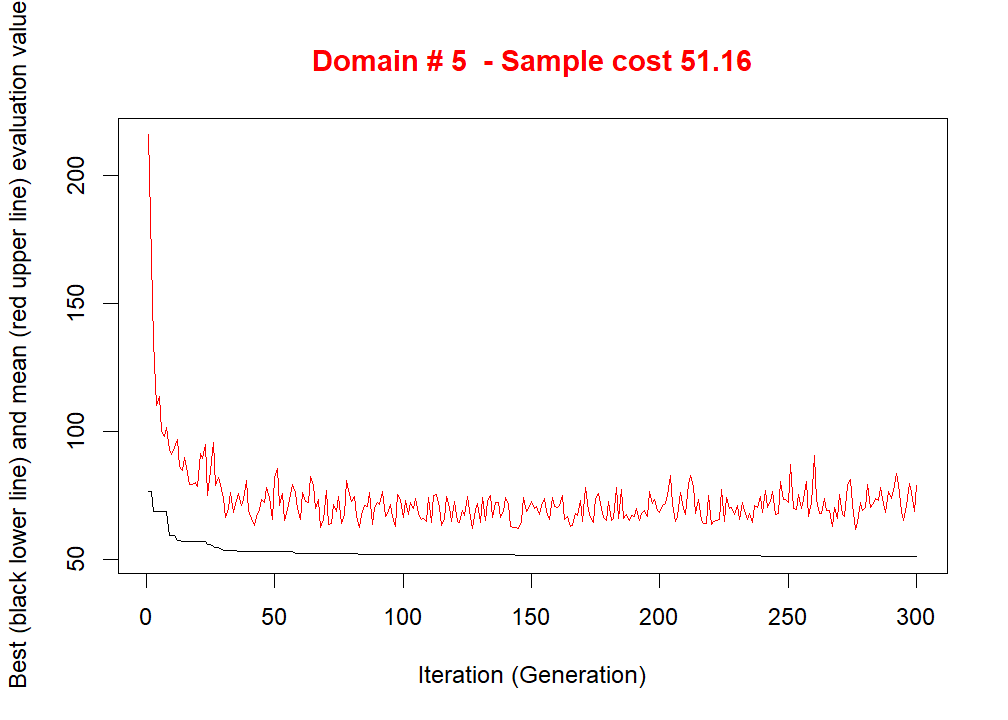 Domain # 5  - Sample cost 51.16
Best (black lower line) and mean (red upper line) evaluation value
200
150
100
50
0 50 100 150 200 250 300
Iteration (Generation)